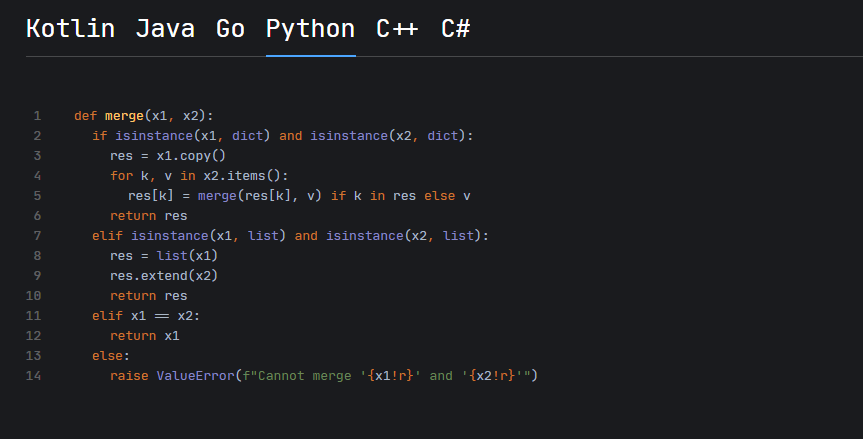 Kotlin Java Go Python C++ C#
1 def merge(x1, x2):
2   if isinstance(x1, dict) and isinstance(x2, dict):
3     res = x1.copy()
4     for k, v in x2.items():
5       res[k] = merge(res[k], v) if k in res else v
6     return res
7   elif isinstance(x1, list) and isinstance(x2, list):
8     res = list(x1)
9     res.extend(x2)
10     return res
11   elif x1 == x2:
12     return x1
13   else:
14     raise ValueError(f"Cannot merge '{x1!r}' and '{x2!r}'")